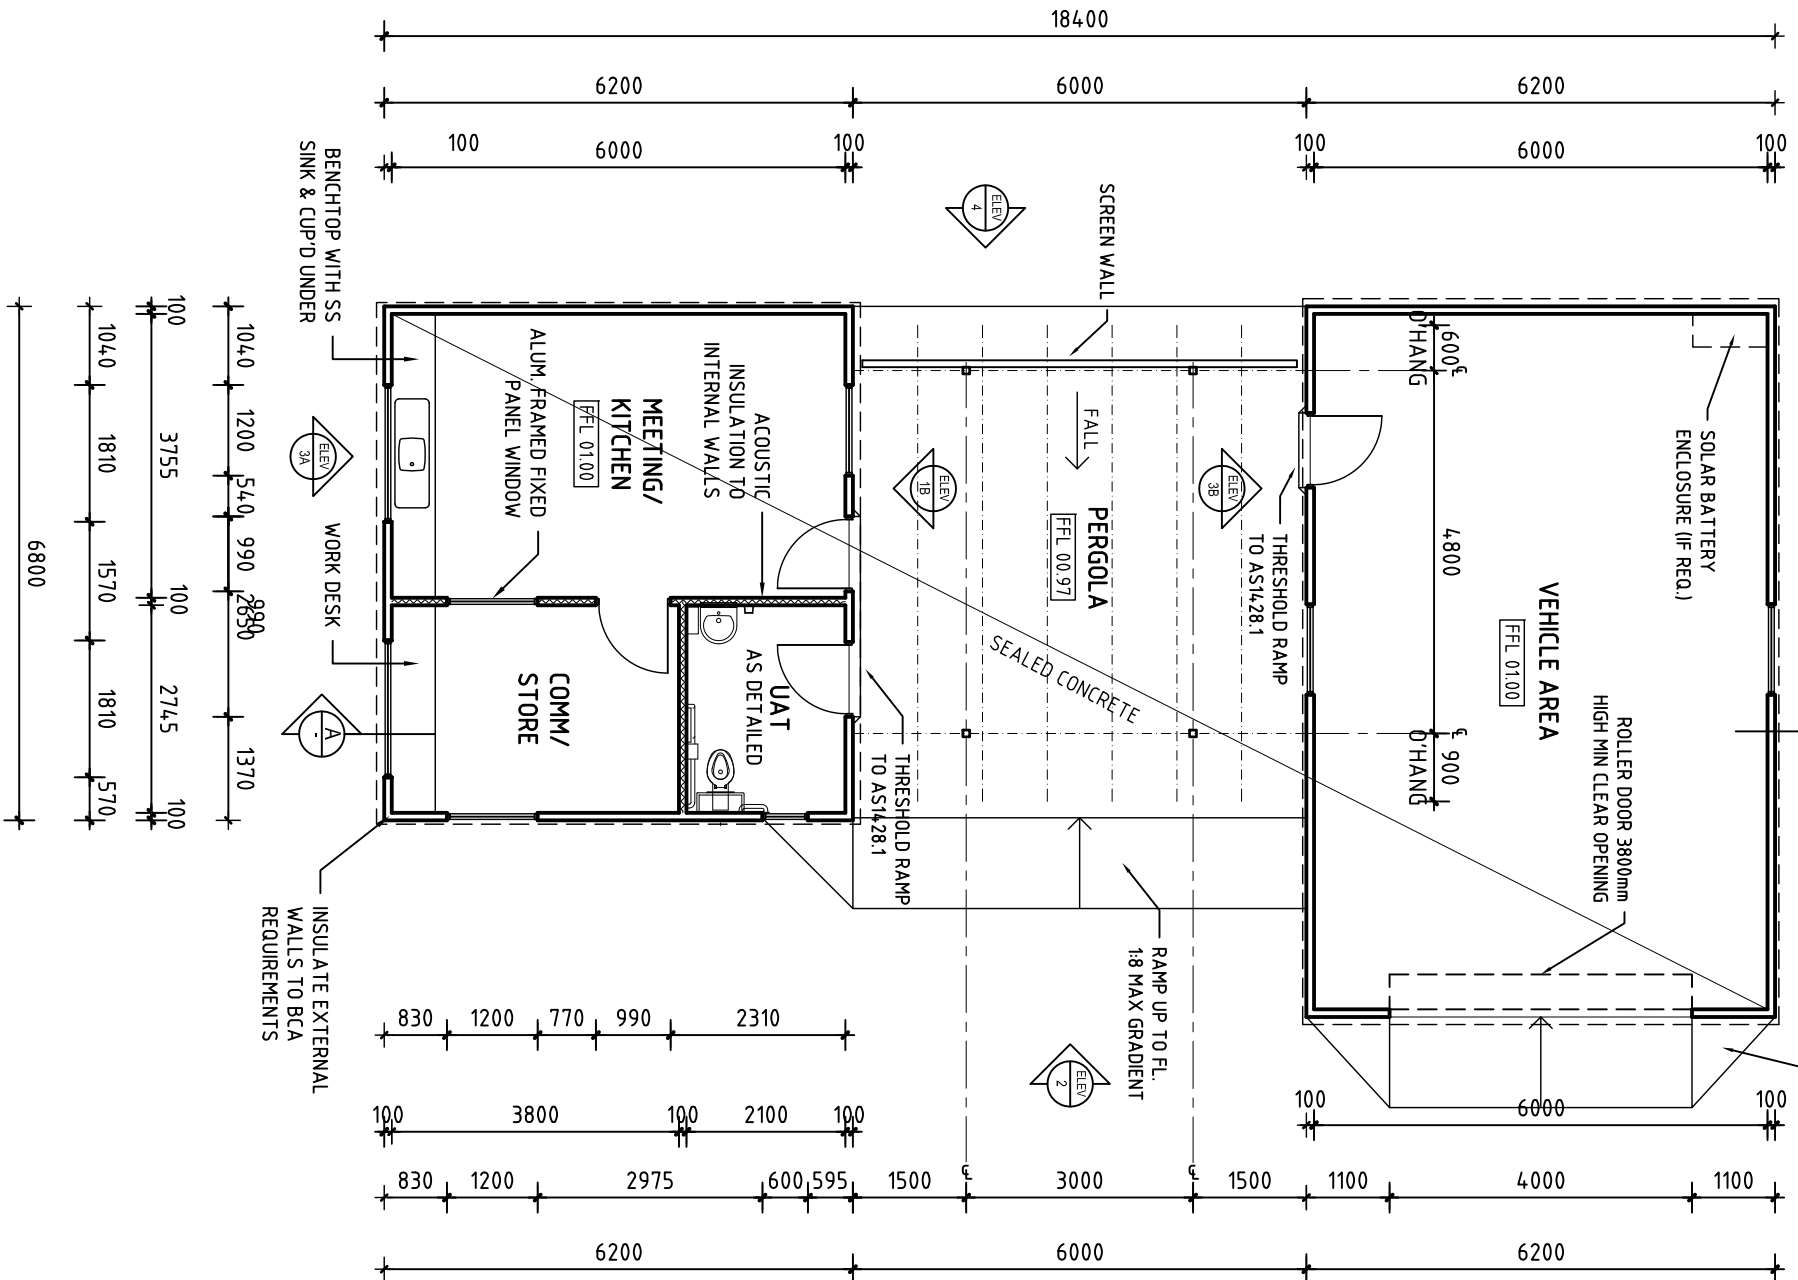 18400
6200
6000
6200
100
6000
100
100
6000
100
BENCHTOP WITH SS
SINK & CUP'D UNDER
ELEV
4
SCREEN WALL
100
1040
1040
1200
540
990
2630
1370
100
3755
100
2745
100
1040
1810
1570
1810
570
6800
ELEV
3A
WORK DESK
A
-
ALUM. FRAMED FIXED
PANEL WINDOW
MEETING/
KITCHEN
FFL 01.00
ACOUSTIC
INSULATION TO
INTERNAL WALLS
COMM/
STORE
UAT
AS DETAILED
THRESHOLD RAMP
TO AS1428.1
INSULATE EXTERNAL
WALLS TO BCA
REQUIREMENTS
FALL
ELEV
1B
ELEV
3B
PERGOLA
FFL 00.97
SEALED CONCRETE
THRESHOLD RAMP
TO AS1428.1
600
O'HANG
4800
900
O'HANG
SOLAR BATTERY
ENCLOSURE (IF REQ.)
VEHICLE AREA
FFL 01.00
ROLLER DOOR 3800mm
HIGH MIN CLEAR OPENING
RAMP UP TO FL.
1:8 MAX GRADIENT
ELEV
2
830
1200
770
990
2310
100
3800
100
2100
100
100
6000
100
830
1200
2975
600
595
1500
3000
1500
1100
4000
1100
6200
6000
6200